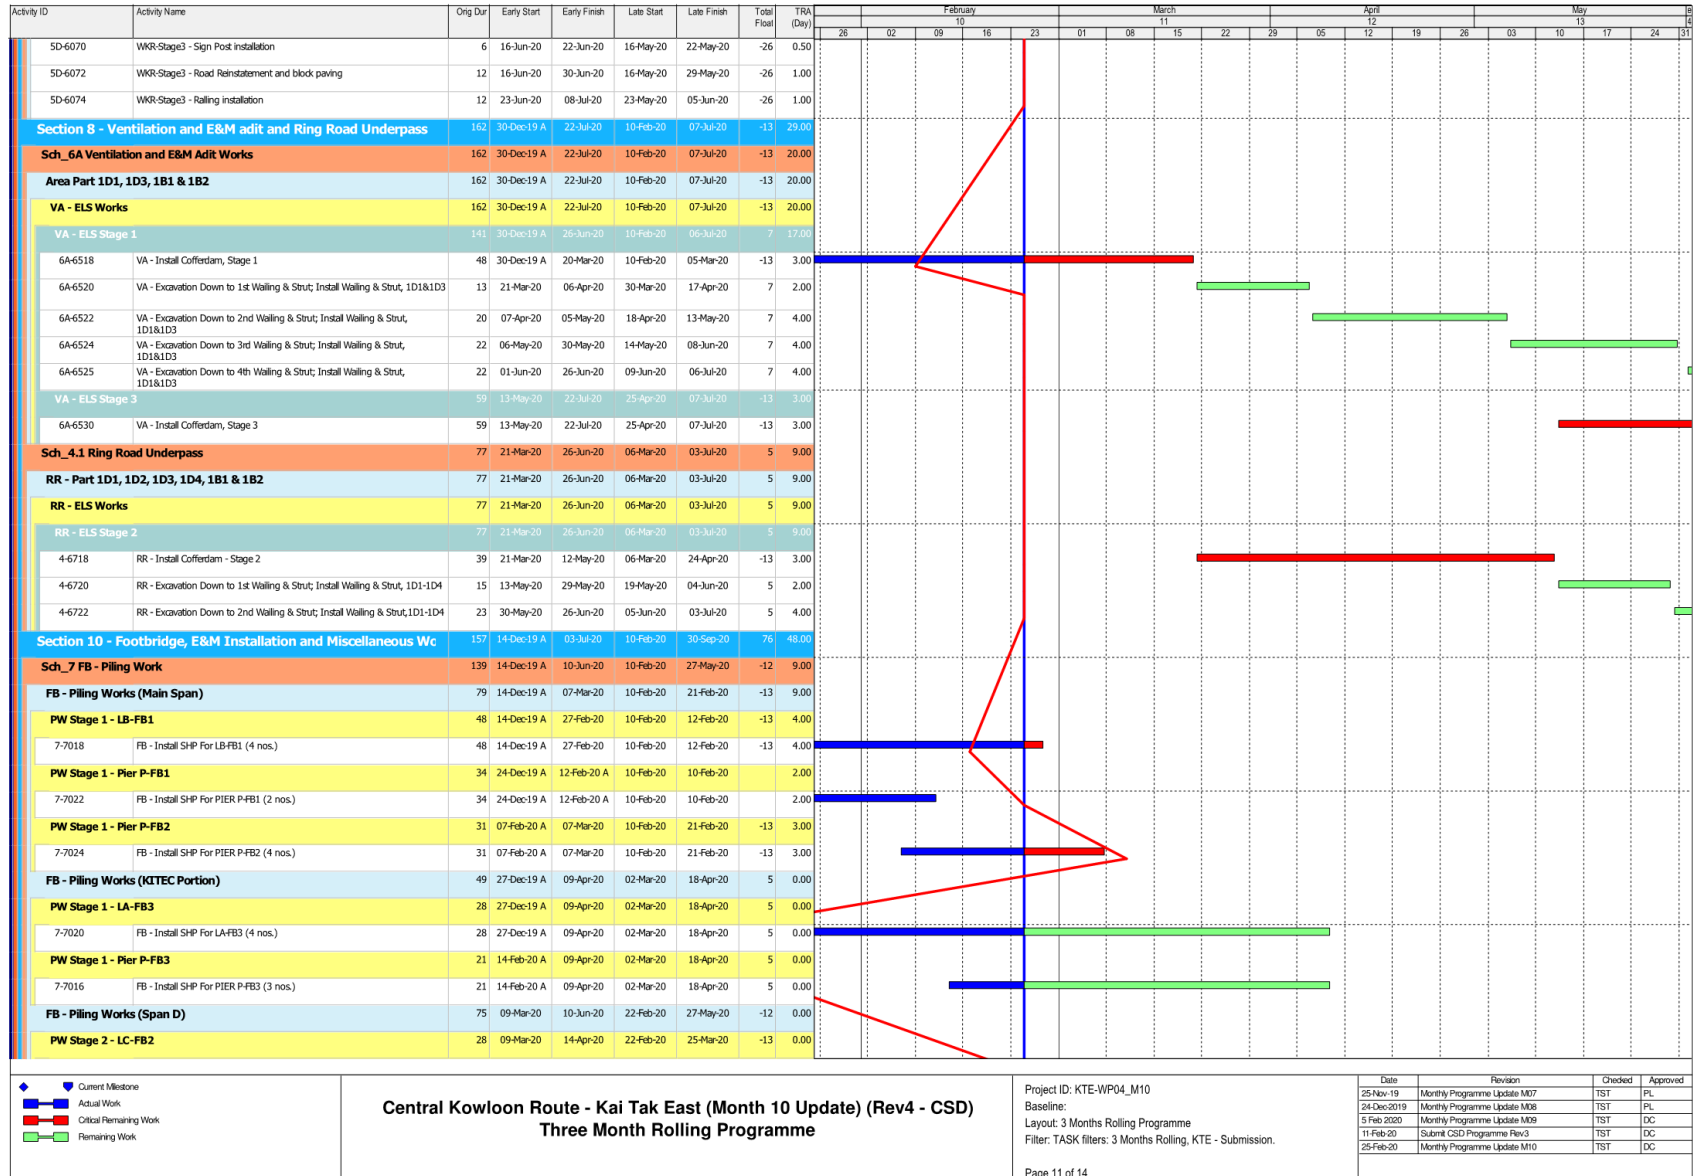 Activity ID Activity Name Orig Dur Early Start Early Finish Late Start Late Finish Total Float TRA (Day) February March April May
10 11 12 13 4
26 02 09 16 23 01 08 15 22 29 05 12 19 26 03 10 17 24 31
5D-6070 WKR-Stage3 - Sign Post installation 6 16-Jun-20 22-Jun-20 16-May-20 22-May-20 -26 0.50
5D-6072 WKR-Stage3 - Road Reinstatement and block paving 12 16-Jun-20 30-Jun-20 16-May-20 29-May-20 -26 1.00
5D-6074 WKR-Stage3 - Railing installation 12 23-Jun-20 08-Jul-20 23-May-20 05-Jun-20 -26 1.00
Section 8 - Ventilation and E&M adit and Ring Road Underpass 162 30-Dec-19 A 22-Jul-20 10-Feb-20 07-Jul-20 -13 29.00
Sch_6A Ventilation and E&M Adit Works 162 30-Dec-19 A 22-Jul-20 10-Feb-20 07-Jul-20 -13 20.00
Area Part 1D1, 1D3, 1B1 & 1B2 162 30-Dec-19 A 22-Jul-20 10-Feb-20 07-Jul-20 -13 20.00
VA - ELS Works 162 30-Dec-19 A 22-Jul-20 10-Feb-20 07-Jul-20 -13 20.00
VA - ELS Stage 1 141 30-Dec-19 A 26-Jun-20 10-Feb-20 06-Jul-20 7 17.00
6A-6518 VA - Install Cofferdam, Stage 1 48 30-Dec-19 A 20-Mar-20 10-Feb-20 05-Mar-20 -13 3.00
6A-6520 VA - Excavation Down to 1st Wailing & Strut; Install Wailing & Strut, 1D1&1D3 13 21-Mar-20 06-Apr-20 30-Mar-20 17-Apr-20 7 2.00
6A-6522 VA - Excavation Down to 2nd Wailing & Strut; Install Wailing & Strut, 1D1&1D3 20 07-Apr-20 05-May-20 18-Apr-20 13-May-20 7 4.00
6A-6524 VA - Excavation Down to 3rd Wailing & Strut; Install Wailing & Strut, 1D1&1D3 22 06-May-20 30-May-20 14-May-20 08-Jun-20 7 4.00
6A-6525 VA - Excavation Down to 4th Wailing & Strut; Install Wailing & Strut, 1D1&1D3 22 01-Jun-20 26-Jun-20 09-Jun-20 06-Jul-20 7 4.00
VA - ELS Stage 3 59 13-May-20 22-Jul-20 25-Apr-20 07-Jul-20 -13 3.00
6A-6530 VA - Install Cofferdam, Stage 3 59 13-May-20 22-Jul-20 25-Apr-20 07-Jul-20 -13 3.00
Sch_4.1 Ring Road Underpass 77 21-Mar-20 26-Jun-20 06-Mar-20 03-Jul-20 5 9.00
RR - Part 1D1, 1D2, 1D3, 1D4, 1B1 & 1B2 77 21-Mar-20 26-Jun-20 06-Mar-20 03-Jul-20 5 9.00
RR - ELS Works 77 21-Mar-20 26-Jun-20 06-Mar-20 03-Jul-20 5 9.00
RR - ELS Stage 2 77 21-Mar-20 26-Jun-20 06-Mar-20 03-Jul-20 5 9.00
4-6718 RR - Install Cofferdam - Stage 2 39 21-Mar-20 12-May-20 06-Mar-20 24-Apr-20 -13 3.00
4-6720 RR - Excavation Down to 1st Wailing & Strut; Install Wailing & Strut, 1D1-1D4 15 13-May-20 29-May-20 19-May-20 04-Jun-20 5 2.00
4-6722 RR - Excavation Down to 2nd Wailing & Strut; Install Wailing & Strut,1D1-1D4 23 30-May-20 26-Jun-20 05-Jun-20 03-Jul-20 5 4.00
Section 10 - Footbridge, E&M Installation and Miscellaneous Wo 157 14-Dec-19 A 03-Jul-20 10-Feb-20 30-Sep-20 76 48.00
Sch_7 FB - Piling Work 139 14-Dec-19 A 10-Jun-20 10-Feb-20 27-May-20 -12 9.00
FB - Piling Works (Main Span) 79 14-Dec-19 A 07-Mar-20 10-Feb-20 21-Feb-20 -13 9.00
PW Stage 1 - LB-FB1 48 14-Dec-19 A 27-Feb-20 10-Feb-20 12-Feb-20 -13 4.00
7-7018 FB - Install SHP For LB-FB1 (4 nos.) 48 14-Dec-19 A 27-Feb-20 10-Feb-20 12-Feb-20 -13 4.00
PW Stage 1 - Pier P-FB1 34 24-Dec-19 A 12-Feb-20 A 10-Feb-20 10-Feb-20 2.00
7-7022 FB - Install SHP For PIER P-FB1 (2 nos.) 34 24-Dec-19 A 12-Feb-20 A 10-Feb-20 10-Feb-20 2.00
PW Stage 1 - Pier P-FB2 31 07-Feb-20 A 07-Mar-20 10-Feb-20 21-Feb-20 -13 3.00
7-7024 FB - Install SHP For PIER P-FB2 (4 nos.) 31 07-Feb-20 A 07-Mar-20 10-Feb-20 21-Feb-20 -13 3.00
FB - Piling Works (KITEC Portion) 49 27-Dec-19 A 09-Apr-20 02-Mar-20 18-Apr-20 5 0.00
PW Stage 1 - LA-FB3 28 27-Dec-19 A 09-Apr-20 02-Mar-20 18-Apr-20 5 0.00
7-7020 FB - Install SHP For LA-FB3 (4 nos.) 28 27-Dec-19 A 09-Apr-20 02-Mar-20 18-Apr-20 5 0.00
PW Stage 1 - Pier P-FB3 21 14-Feb-20 A 09-Apr-20 02-Mar-20 18-Apr-20 5 0.00
7-7016 FB - Install SHP For PIER P-FB3 (3 nos.) 21 14-Feb-20 A 09-Apr-20 02-Mar-20 18-Apr-20 5 0.00
FB - Piling Works (Span D) 75 09-Mar-20 10-Jun-20 22-Feb-20 27-May-20 -12 0.00
PW Stage 2 - LC-FB2 28 09-Mar-20 14-Apr-20 22-Feb-20 25-Mar-20 -13 0.00
Current Milestone
Actual Work
Critical Remaining Work
Remaining Work
Central Kowloon Route - Kai Tak East (Month 10 Update) (Rev4 - CSD)
Three Month Rolling Programme
Project ID: KTE-WP04_M10
Baseline:
Layout: 3 Months Rolling Programme
Filter: TASK filters: 3 Months Rolling, KTE - Submission.
Page 11 of 14
Date Revision Checked Approved
25-Nov-19 Monthly Programme Update M07 TST PL
24-Dec-2019 Monthly Programme Update M08 TST PL
5 Feb 2020 Monthly Programme Update M09 TST DC
11-Feb-20 Submit CSD Programme Rev3 TST DC
25-Feb-20 Monthly Programme Update M10 TST DC